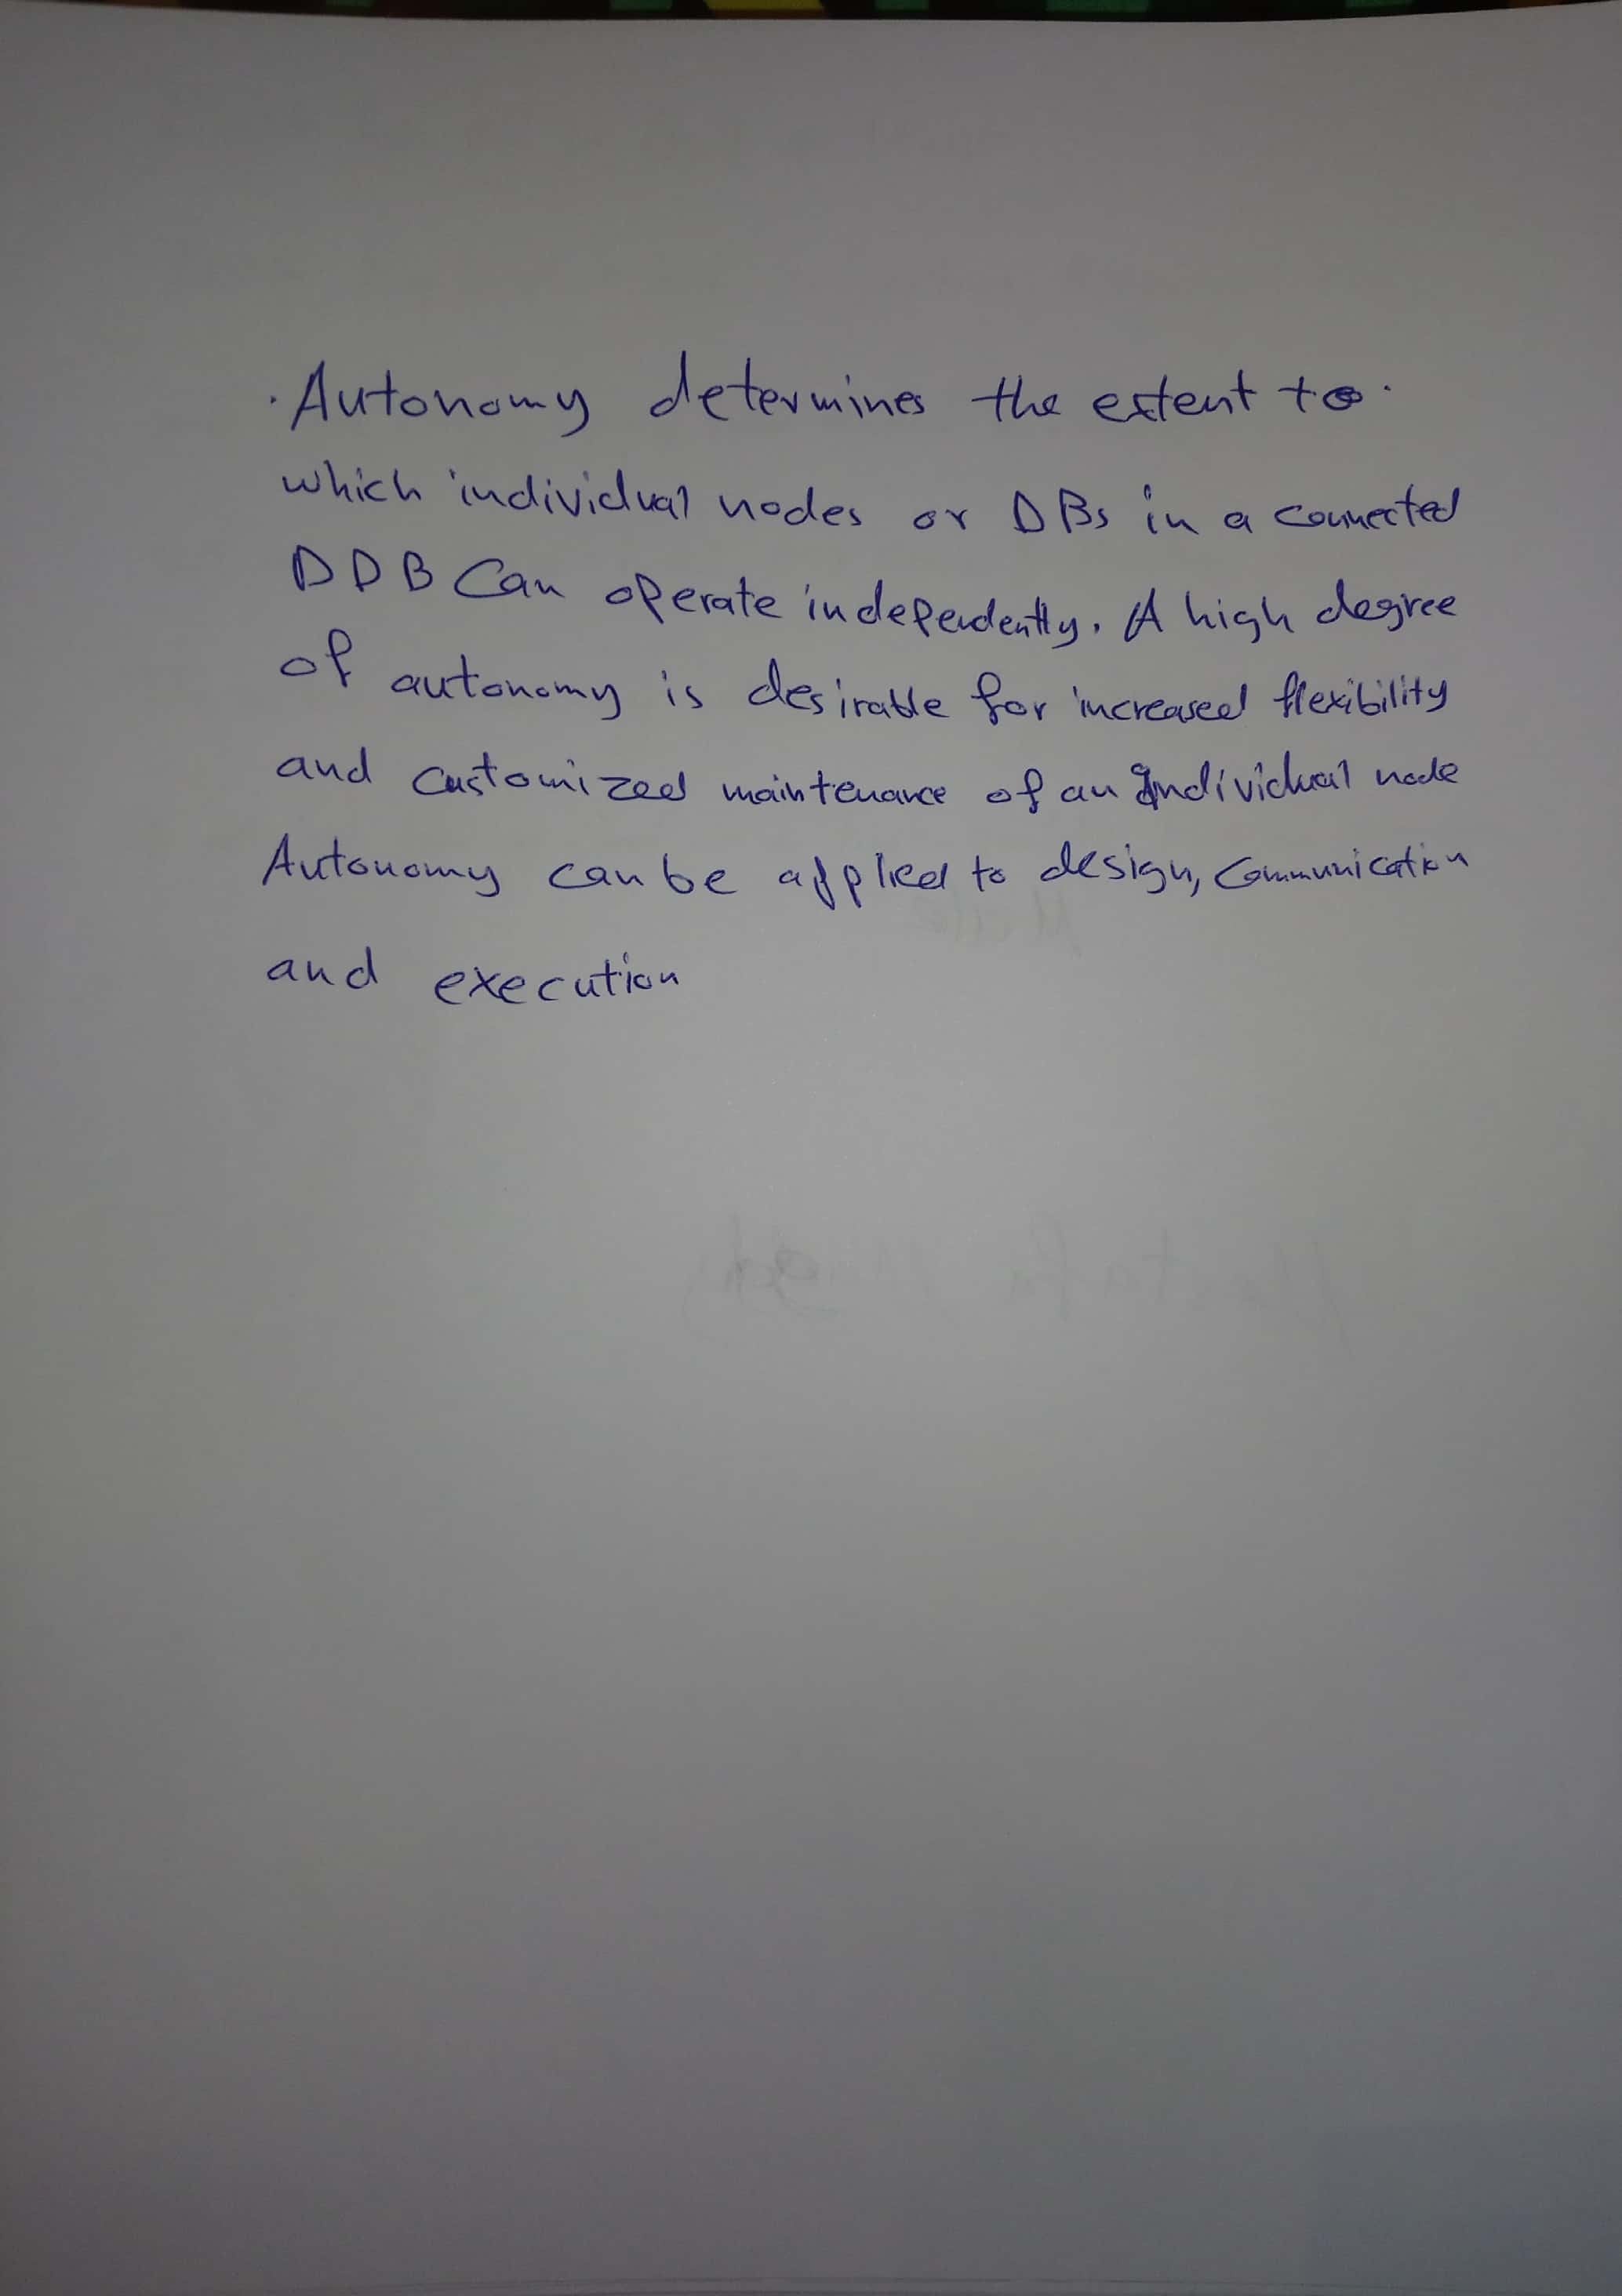 . Autonomy determines the extent to.
which individual nodes or DBs in a connected
DDB Can operate independently. A high degree
of autonomy is desirable for increased flexibility
and customized maintenance of an individual node
Autonomy can be applied to design, Communication
and execution